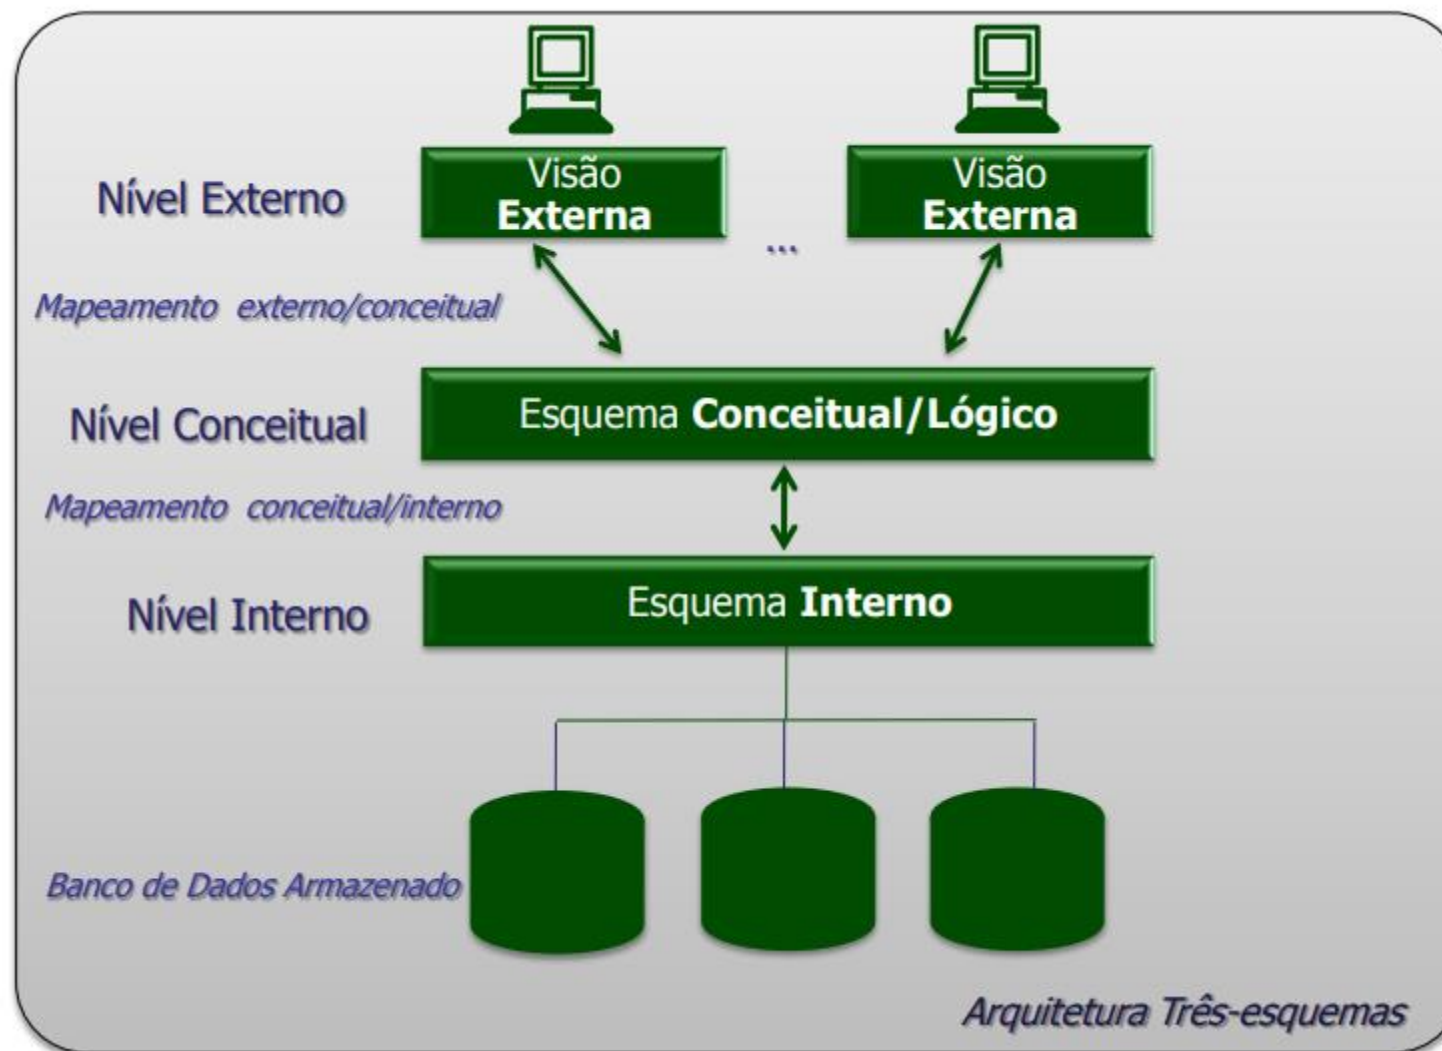 Visão
Externa
Visão
Externa
Nível Externo
...
Mapeamento externo/conceitual
Nível Conceitual
Esquema Conceitual/Lógico
Mapeamento conceitual/interno
Nível Interno
Esquema Interno
Banco de Dados Armazenado
Arquitetura Três-esquemas